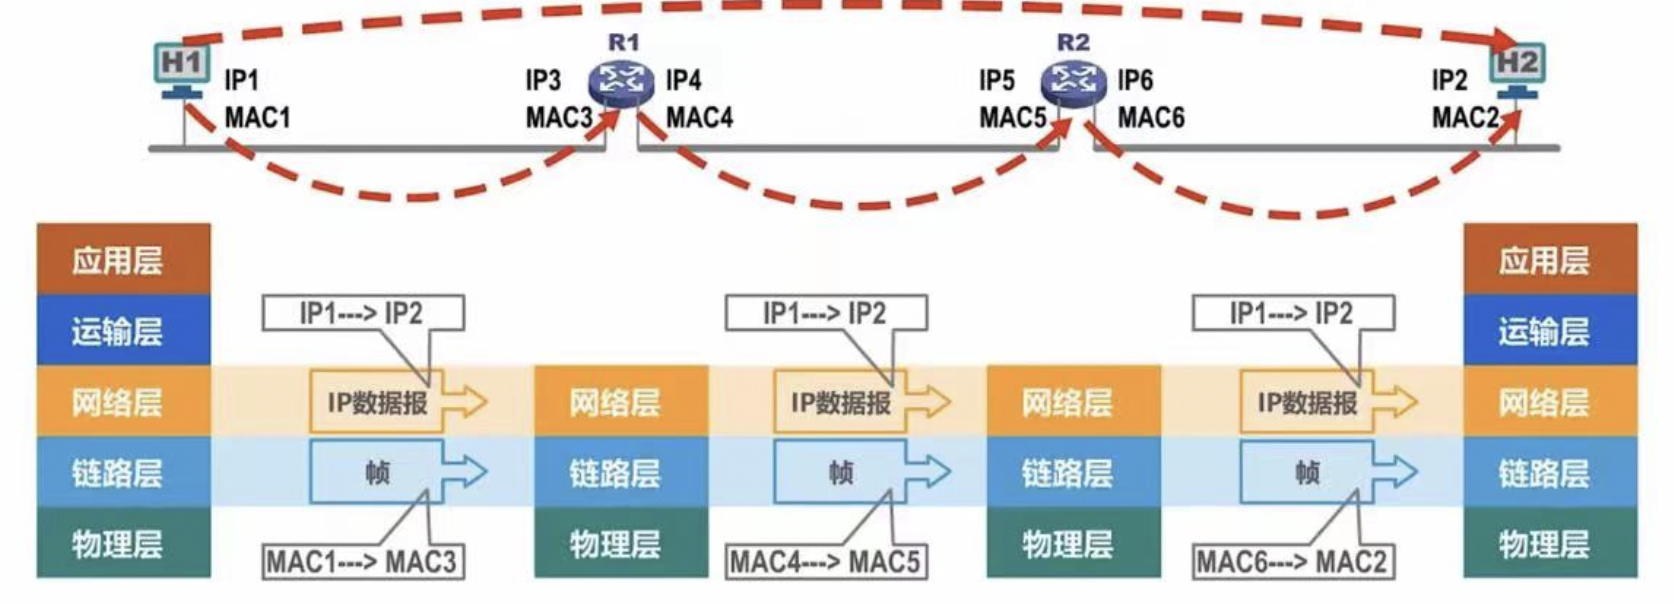 H1
R1
R2
H2
IP1
IP3
IP4
IP5
IP6
IP2
MAC1
MAC3
MAC4
MAC5
MAC6
MAC2
应用层
应用层
运输层
IP1---> IP2
IP1---> IP2
IP1---> IP2
运输层
网络层
IP数据报
网络层
IP数据报
网络层
IP数据报
网络层
链路层
帧
链路层
帧
链路层
帧
链路层
物理层
MAC1---> MAC3
物理层
MAC4---> MAC5
物理层
MAC6---> MAC2
物理层